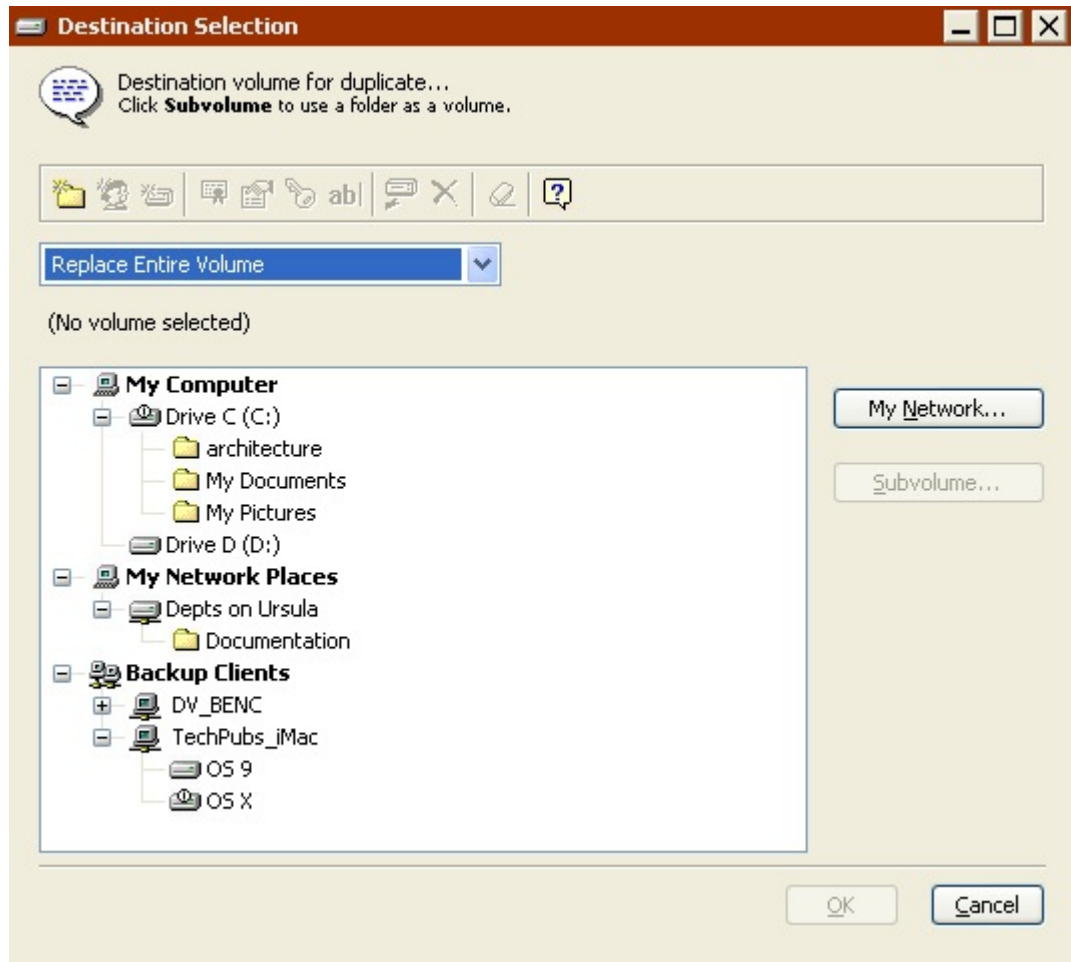 Destination Selection
Destination volume for duplicate...
Click Subvolume to use a folder as a volume.
ab|
Replace Entire Volume
(No volume selected)
My Computer
Drive C (C:)
architecture
My Documents
My Pictures
Drive D (D:)
My Network Places
Depts on Ursula
Documentation
Backup Clients
DV_BENC
TechPubs_iMac
OS 9
OS X
My Network...
Subvolume...
OK
Cancel